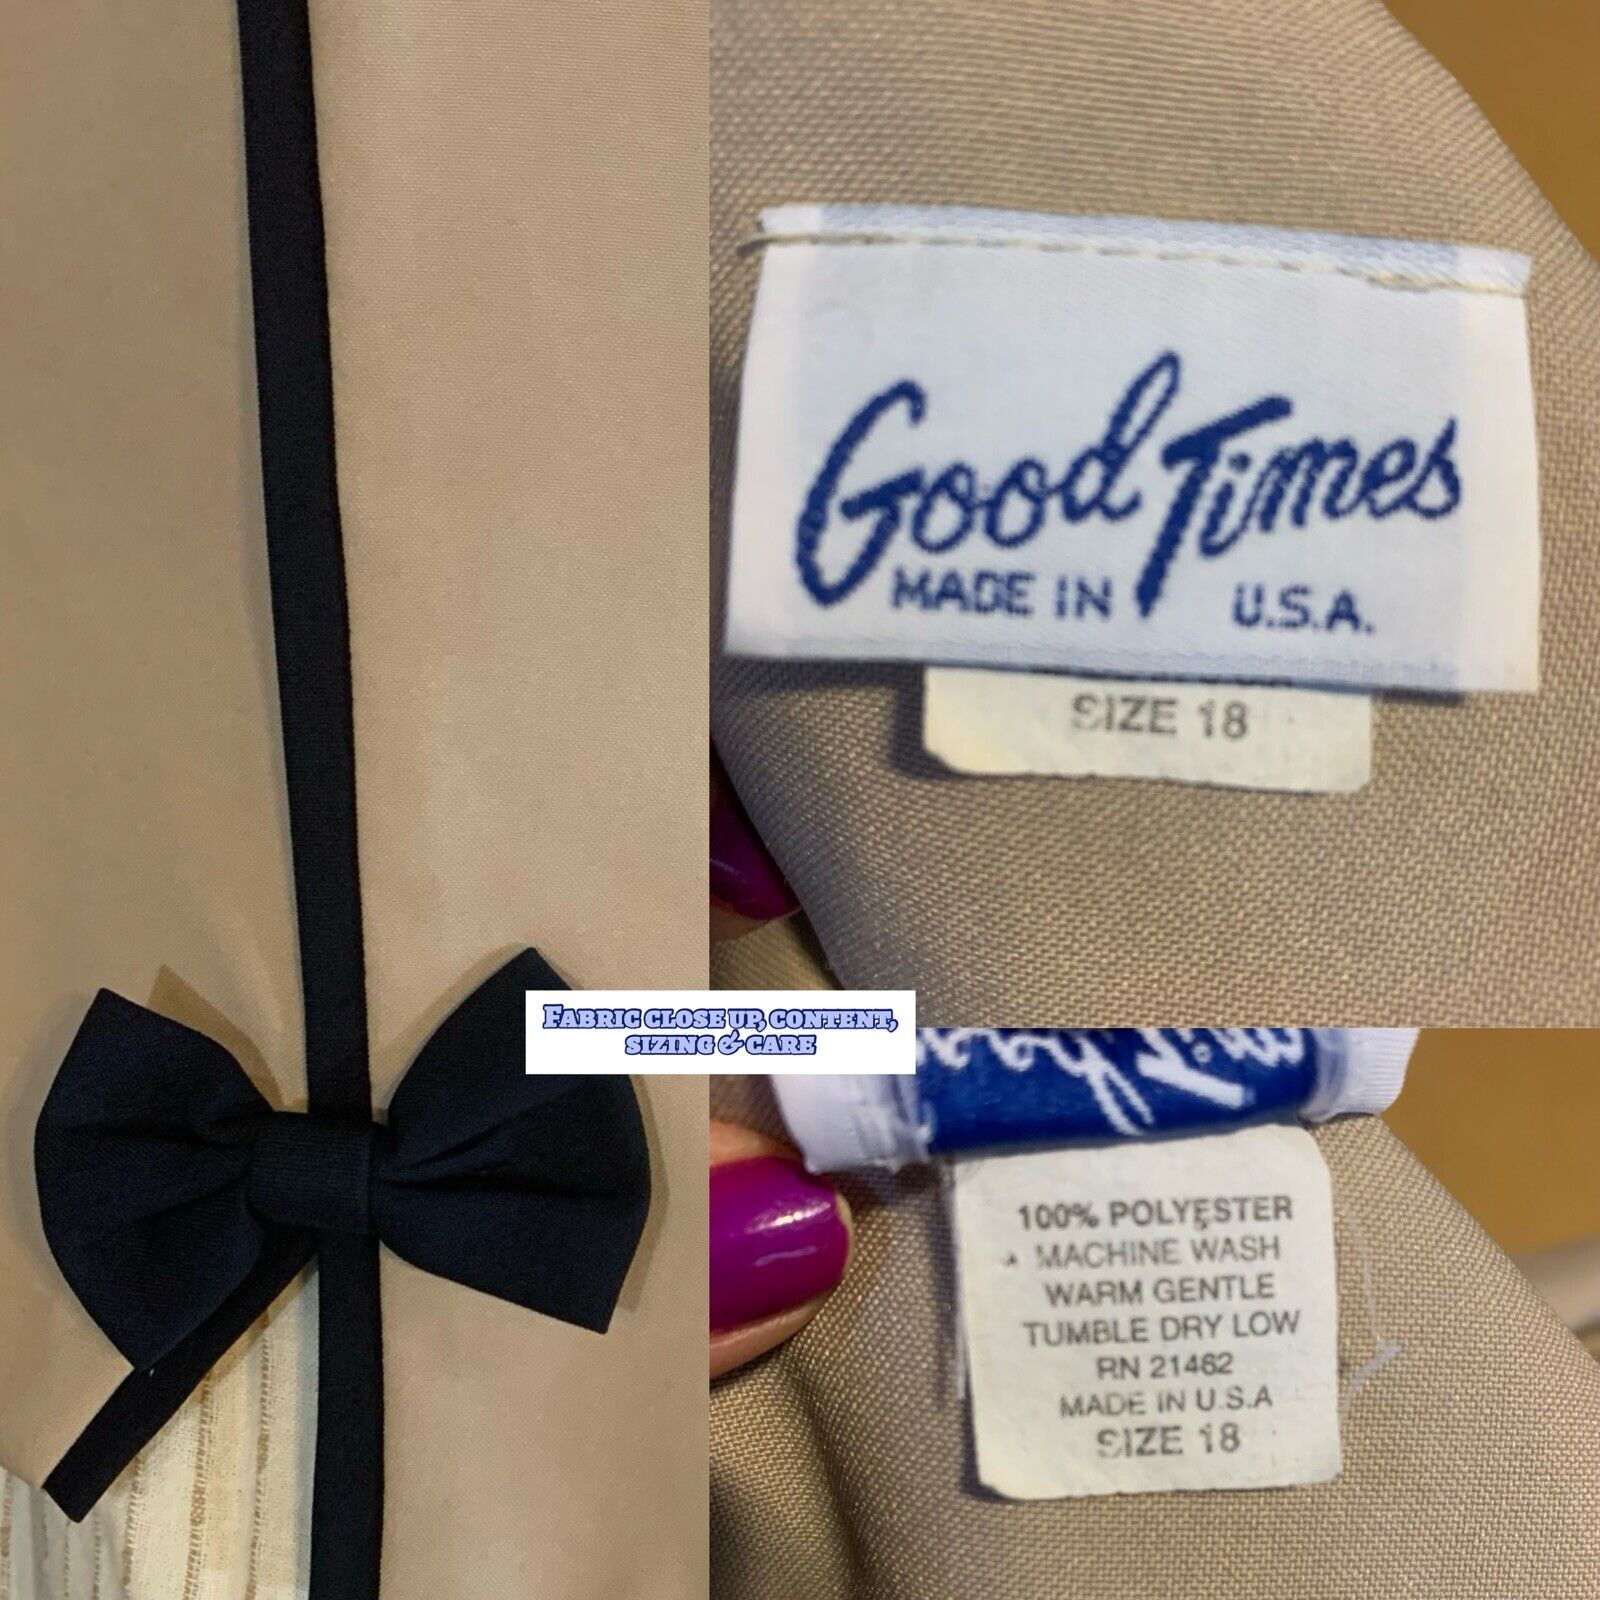 Good Times
MADE IN U.S.A.
SIZE 18
FABRIC CLOSE UP, CONTENT,
SIZING & CARE
100% POLYESTER
MACHINE WASH
WARM GENTLE
TUMBLE DRY LOW
RN 21462
MADE IN U.S.A
SIZE 18